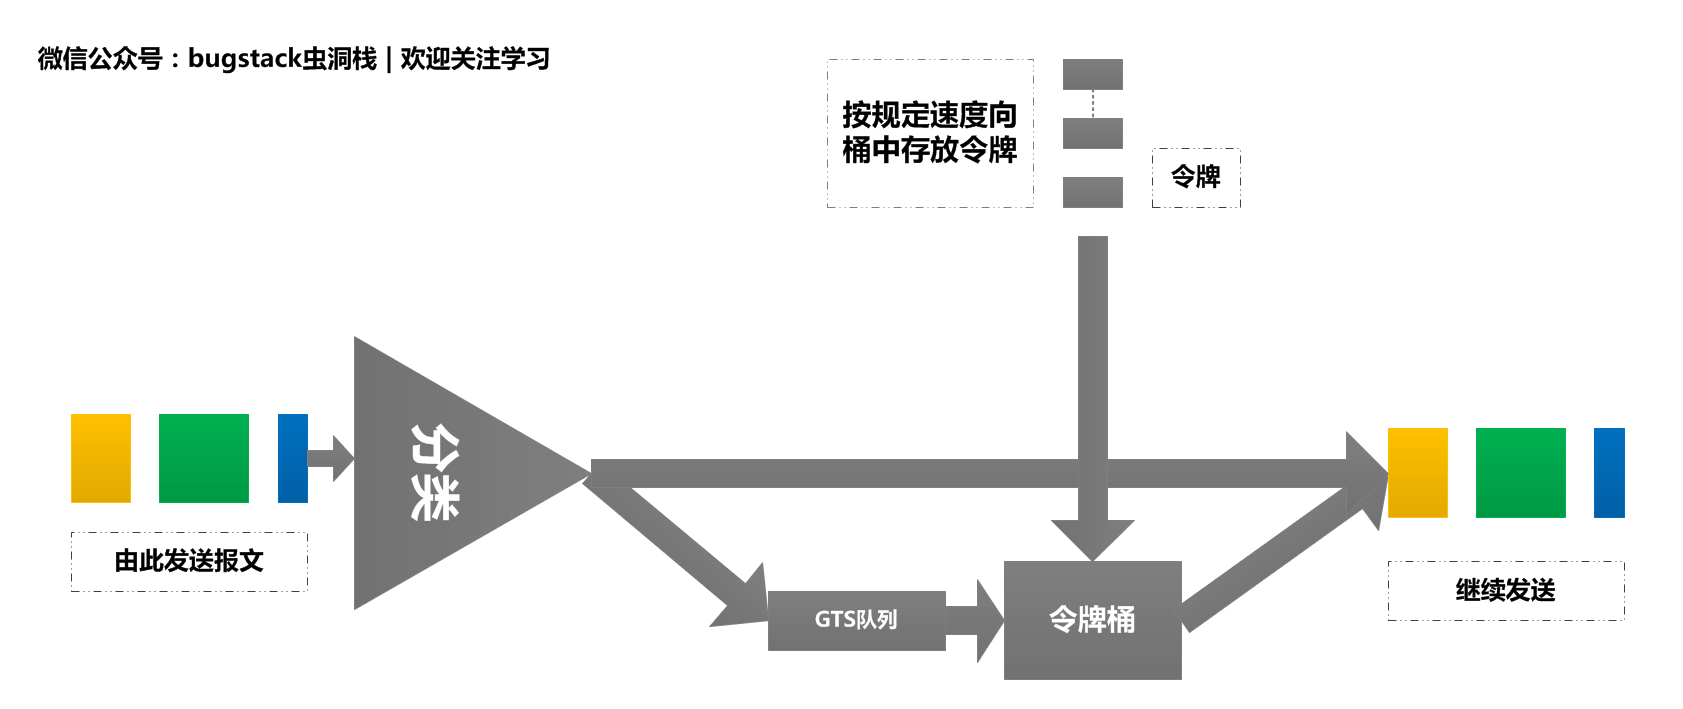 微信公众号：bugstack虫洞栈 | 欢迎关注学习
按规定速度向
桶中存放令牌
令牌
分类
由此发送报文
GTS队列
令牌桶
继续发送